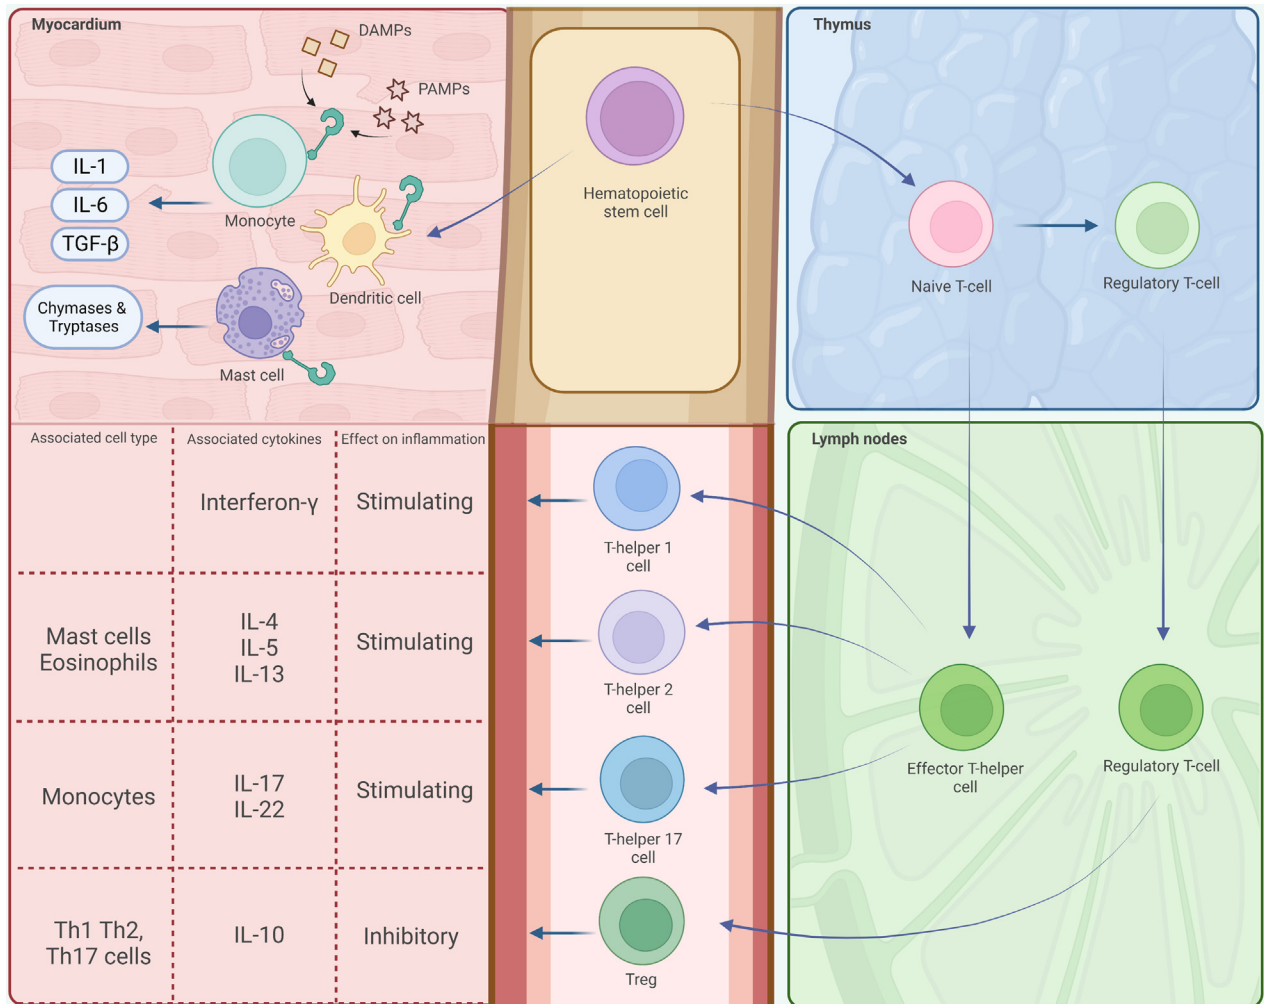 Myocardium
DAMPs
PAMPs
IL-1
IL-6
TGF-β
Monocyte
Dendritic cell
Chymases &
Tryptases
Mast cell
Hematopoietic
stem cell
Thymus
Naive T-cell
Regulatory T-cell
Associated cell type
Associated cytokines
Effect on inflammation
Interferon-γ
Stimulating
Mast cells
Eosinophils
IL-4
IL-5
IL-13
Stimulating
Monocytes
IL-17
IL-22
Stimulating
Th1 Th2,
Th17 cells
IL-10
Inhibitory
T-helper 1
cell
T-helper 2
cell
T-helper 17
cell
Treg
Lymph nodes
Effector T-helper
cell
Regulatory T-cell